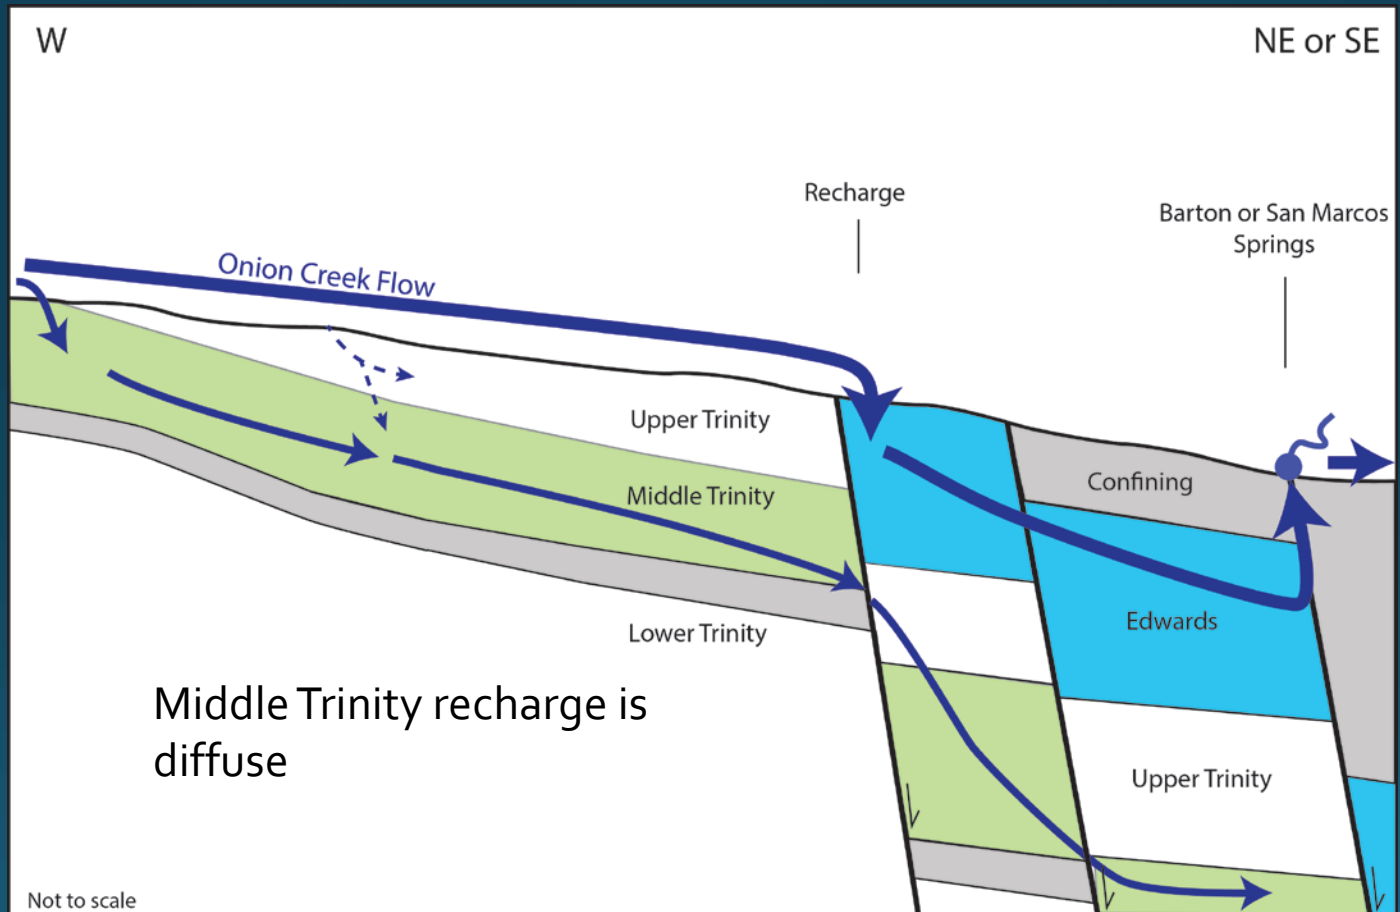 W
NE or SE
Recharge
Barton or San Marcos
Springs
Onion Creek Flow
Upper Trinity
Middle Trinity
Confining
Edwards
Lower Trinity
Middle Trinity recharge is
diffuse
Upper Trinity
Not to scale